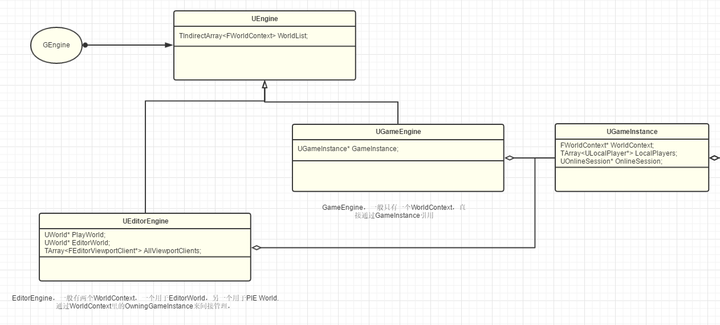 UEngine
TIndirectArray<FWorldContext> WorldList;
GEngine
UGameEngine
UGameInstance* GameInstance;
UGameInstance
FWorldContext* WorldContext;
TArray<ULocalPlayer*> LocalPlayers;
UOnlineSession* OnlineSession;
GameEngine，一般只有一个WorldContext，直
接通过GameInstance引用
UEditorEngine
UWorld* PlayWorld;
UWorld* EditorWorld;
TArray<FEditorViewportClient*> AllViewportClients;
EditorEngine，一般有两个WorldContext，一个用于EditorWorld，另一个用于PIE World.
通过WorldContext里的OwningGameInstance来间接管理。